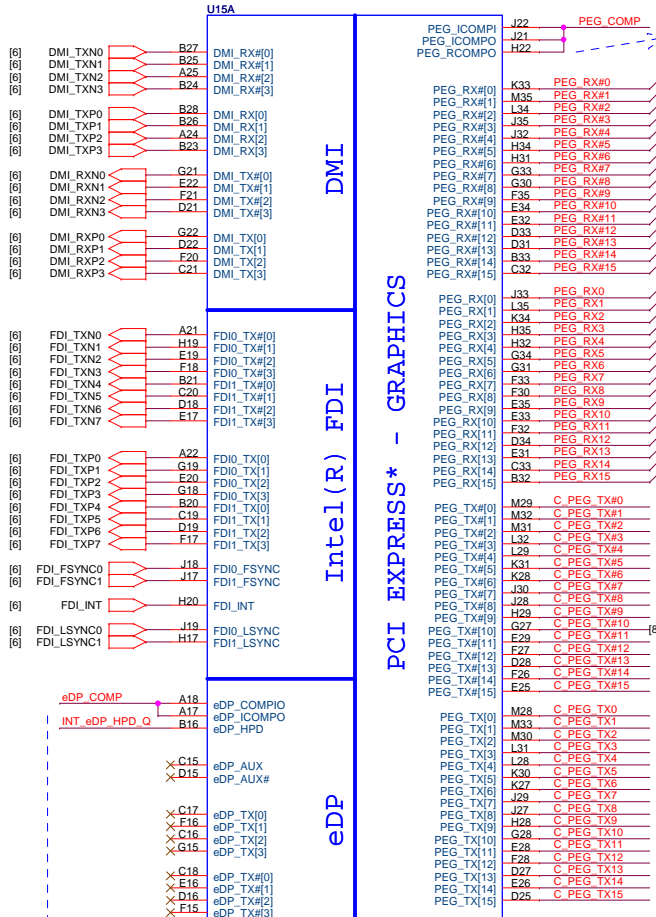 U15A
[6] DMI_TXN0 B27 DMI_RX#[0]
[6] DMI_TXN1 B25 DMI_RX#[1]
[6] DMI_TXN2 A25 DMI_RX#[2]
[6] DMI_TXN3 B24 DMI_RX#[3]
[6] DMI_TXP0 B28 DMI_RX[0]
[6] DMI_TXP1 B26 DMI_RX[1]
[6] DMI_TXP2 A24 DMI_RX[2]
[6] DMI_TXP3 B23 DMI_RX[3]
[6] DMI_RXN0 G21 DMI_TX#[0]
[6] DMI_RXN1 E22 DMI_TX#[1]
[6] DMI_RXN2 F21 DMI_TX#[2]
[6] DMI_RXN3 D21 DMI_TX#[3]
[6] DMI_RXP0 G22 DMI_TX[0]
[6] DMI_RXP1 D22 DMI_TX[1]
[6] DMI_RXP2 F20 DMI_TX[2]
[6] DMI_RXP3 C21 DMI_TX[3]
DMI
[6] FDI_TXN0 A21 FDI0_TX#[0]
[6] FDI_TXN1 H19 FDI0_TX#[1]
[6] FDI_TXN2 E19 FDI0_TX#[2]
[6] FDI_TXN3 F18 FDI0_TX#[3]
[6] FDI_TXN4 B21 FDI1_TX#[0]
[6] FDI_TXN5 C20 FDI1_TX#[1]
[6] FDI_TXN6 D18 FDI1_TX#[2]
[6] FDI_TXN7 E17 FDI1_TX#[3]
[6] FDI_TXP0 A22 FDI0_TX[0]
[6] FDI_TXP1 G19 FDI0_TX[1]
[6] FDI_TXP2 E20 FDI0_TX[2]
[6] FDI_TXP3 G18 FDI0_TX[3]
[6] FDI_TXP4 B20 FDI1_TX[0]
[6] FDI_TXP5 C19 FDI1_TX[1]
[6] FDI_TXP6 D19 FDI1_TX[2]
[6] FDI_TXP7 F17 FDI1_TX[3]
[6] FDI_FSYNC0 J18 FDI0_FSYNC
[6] FDI_FSYNC1 J17 FDI1_FSYNC
[6] FDI_INT H20 FDI_INT
[6] FDI_LSYNC0 J19 FDI0_LSYNC
[6] FDI_LSYNC1 H17 FDI1_LSYNC
Intel(R) FDI
eDP_COMP A18 eDP_COMPIO
A17 eDP_ICOMPO
INT_eDP_HPD_Q B16 eDP_HPD
C15 eDP_AUX
D15 eDP_AUX#
C17 eDP_TX[0]
F16 eDP_TX[1]
C16 eDP_TX[2]
G15 eDP_TX[3]
C18 eDP_TX#[0]
E16 eDP_TX#[1]
D16 eDP_TX#[2]
F15 eDP_TX#[3]
eDP
PCI EXPRESS* - GRAPHICS
PEG_ICOMPI J22 PEG_COMP
PEG_ICOMPO J21
PEG_RCOMPO H22
PEG_RX#[0] K33 PEG_RX#0
PEG_RX#[1] M35 PEG_RX#1
PEG_RX#[2] L34 PEG_RX#2
PEG_RX#[3] J35 PEG_RX#3
PEG_RX#[4] J32 PEG_RX#4
PEG_RX#[5] H34 PEG_RX#5
PEG_RX#[6] H31 PEG_RX#6
PEG_RX#[7] G33 PEG_RX#7
PEG_RX#[8] G30 PEG_RX#8
PEG_RX#[9] F35 PEG_RX#9
PEG_RX#[10] E34 PEG_RX#10
PEG_RX#[11] E32 PEG_RX#11
PEG_RX#[12] D33 PEG_RX#12
PEG_RX#[13] D31 PEG_RX#13
PEG_RX#[14] B33 PEG_RX#14
PEG_RX#[15] C32 PEG_RX#15
PEG_RX[0] J33 PEG_RX0
PEG_RX[1] L35 PEG_RX1
PEG_RX[2] K34 PEG_RX2
PEG_RX[3] H35 PEG_RX3
PEG_RX[4] H32 PEG_RX4
PEG_RX[5] G34 PEG_RX5
PEG_RX[6] G31 PEG_RX6
PEG_RX[7] F33 PEG_RX7
PEG_RX[8] F30 PEG_RX8
PEG_RX[9] E35 PEG_RX9
PEG_RX[10] E33 PEG_RX10
PEG_RX[11] F32 PEG_RX11
PEG_RX[12] D34 PEG_RX12
PEG_RX[13] E31 PEG_RX13
PEG_RX[14] C33 PEG_RX14
PEG_RX[15] B32 PEG_RX15
PEG_TX#[0] M29 C_PEG_TX#0
PEG_TX#[1] M32 C_PEG_TX#1
PEG_TX#[2] M31 C_PEG_TX#2
PEG_TX#[3] L32 C_PEG_TX#3
PEG_TX#[4] L29 C_PEG_TX#4
PEG_TX#[5] K31 C_PEG_TX#5
PEG_TX#[6] K28 C_PEG_TX#6
PEG_TX#[7] J30 C_PEG_TX#7
PEG_TX#[8] J28 C_PEG_TX#8
PEG_TX#[9] H29 C_PEG_TX#9
PEG_TX#[10] G27 C_PEG_TX#10
PEG_TX#[11] E29 C_PEG_TX#11 [8
PEG_TX#[12] F27 C_PEG_TX#12
PEG_TX#[13] D28 C_PEG_TX#13
PEG_TX#[14] F26 C_PEG_TX#14
PEG_TX#[15] E25 C_PEG_TX#15
PEG_TX[0] M28 C_PEG_TX0
PEG_TX[1] M33 C_PEG_TX1
PEG_TX[2] M30 C_PEG_TX2
PEG_TX[3] L31 C_PEG_TX3
PEG_TX[4] L28 C_PEG_TX4
PEG_TX[5] K30 C_PEG_TX5
PEG_TX[6] K27 C_PEG_TX6
PEG_TX[7] J29 C_PEG_TX7
PEG_TX[8] J27 C_PEG_TX8
PEG_TX[9] H28 C_PEG_TX9
PEG_TX[10] G28 C_PEG_TX10
PEG_TX[11] E28 C_PEG_TX11
PEG_TX[12] F28 C_PEG_TX12
PEG_TX[13] D27 C_PEG_TX13
PEG_TX[14] E26 C_PEG_TX14
PEG_TX[15] D25 C_PEG_TX15